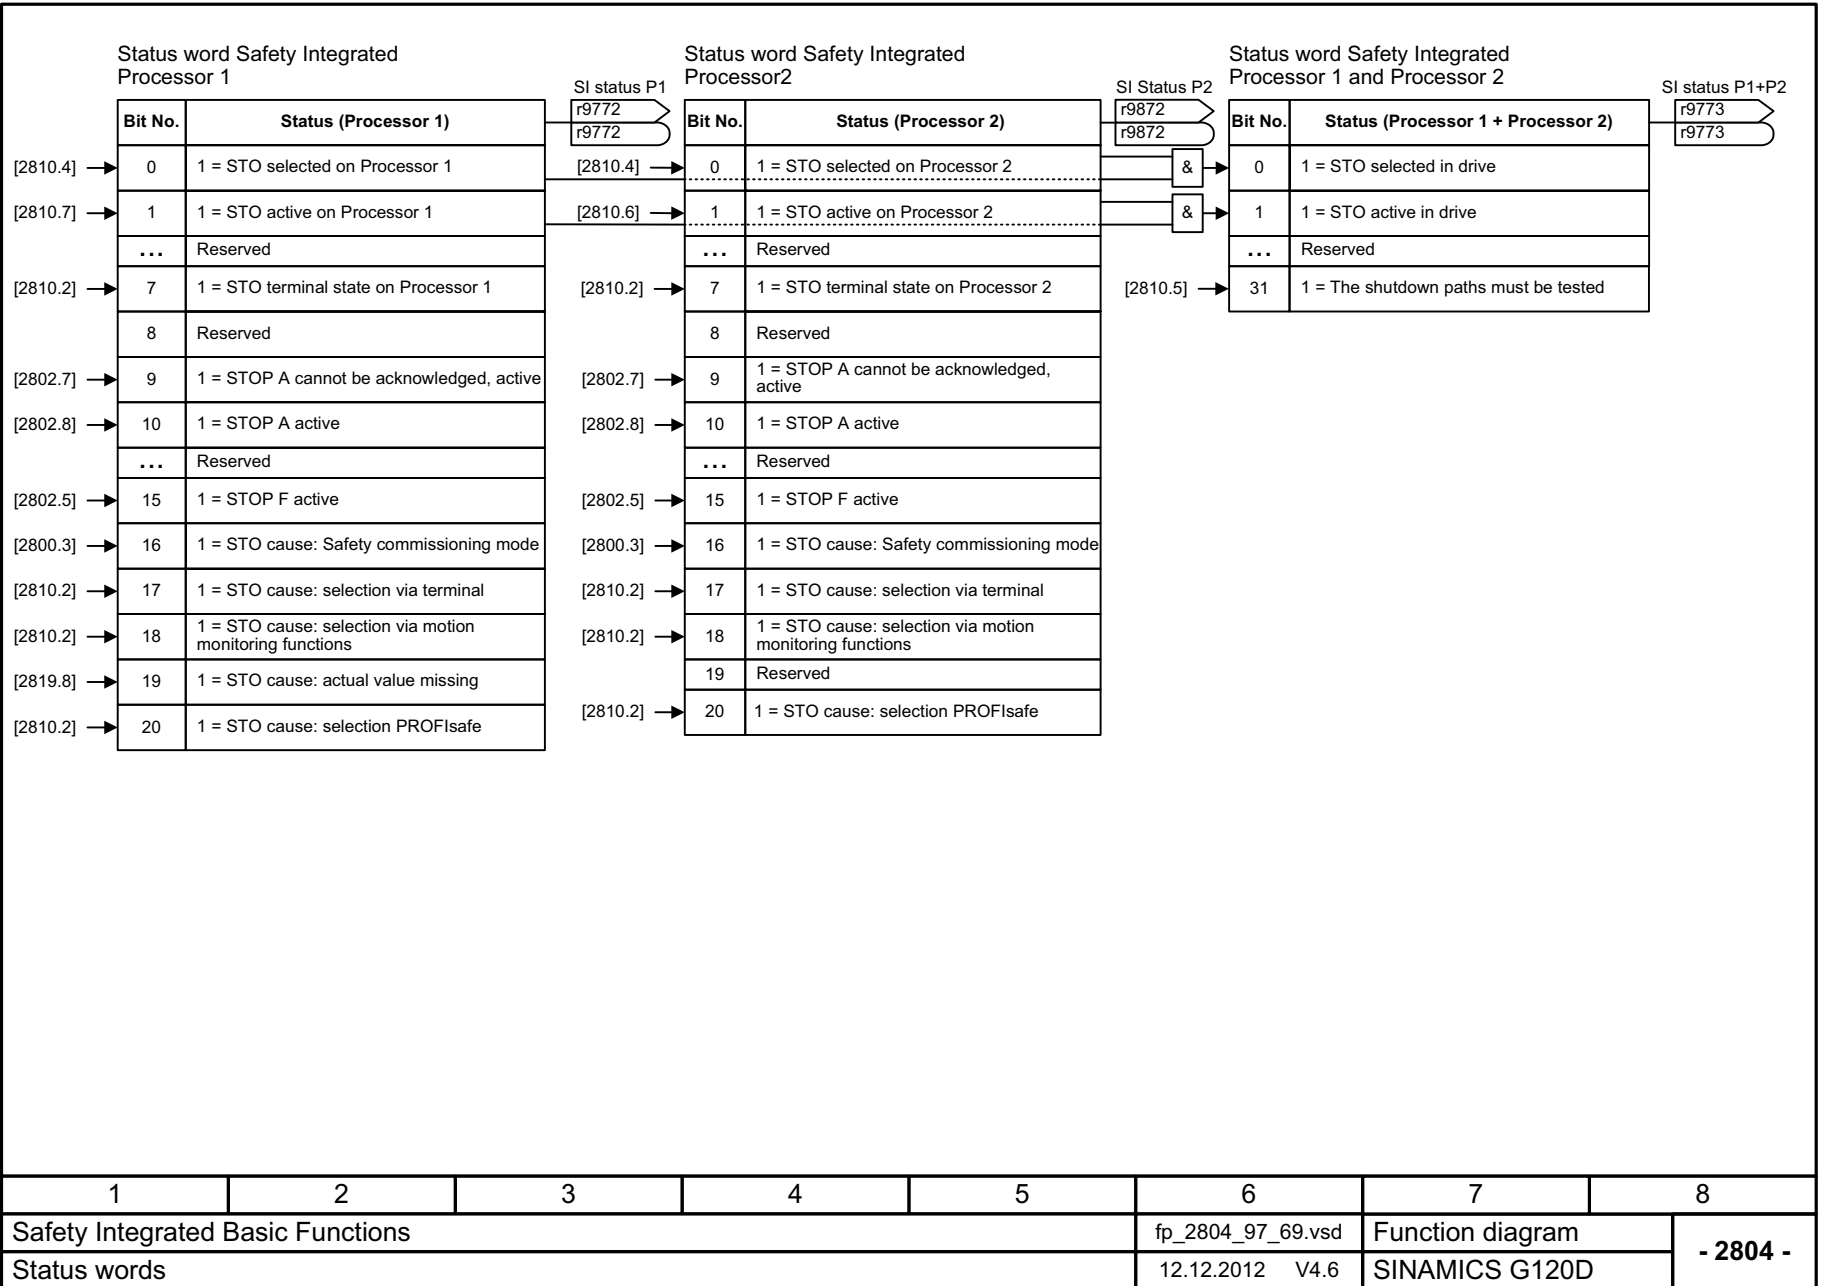 Status word Safety Integrated
Processor 1
SI status P1
r9772
r9772
Bit No. Status (Processor 1)
[2810.4] 0 1 = STO selected on Processor 1
[2810.7] 1 1 = STO active on Processor 1
... Reserved
[2810.2] 7 1 = STO terminal state on Processor 1
8 Reserved
[2802.7] 9 1 = STOP A cannot be acknowledged, active
[2802.8] 10 1 = STOP A active
... Reserved
[2802.5] 15 1 = STOP F active
[2800.3] 16 1 = STO cause: Safety commissioning mode
[2810.2] 17 1 = STO cause: selection via terminal
[2810.2] 18 1 = STO cause: selection via motion
monitoring functions
[2819.8] 19 1 = STO cause: actual value missing
[2810.2] 20 1 = STO cause: selection PROFIsafe
Status word Safety Integrated
Processor2
SI Status P2
r9872
r9872
Bit No. Status (Processor 2)
[2810.4] 0 1 = STO selected on Processor 2
&
[2810.6] 1 1 = STO active on Processor 2
&
... Reserved
[2810.2] 7 1 = STO terminal state on Processor 2
8 Reserved
[2802.7] 9 1 = STOP A cannot be acknowledged,
active
[2802.8] 10 1 = STOP A active
... Reserved
[2802.5] 15 1 = STOP F active
[2800.3] 16 1 = STO cause: Safety commissioning mode
[2810.2] 17 1 = STO cause: selection via terminal
[2810.2] 18 1 = STO cause: selection via motion
monitoring functions
19 Reserved
[2810.2] 20 1 = STO cause: selection PROFIsafe
Status word Safety Integrated
Processor 1 and Processor 2
SI status P1+P2
r9773
r9773
Bit No. Status (Processor 1 + Processor 2)
0 1 = STO selected in drive
1 1 = STO active in drive
... Reserved
[2810.5] 31 1 = The shutdown paths must be tested
1 2 3 4 5 6 7 8
Safety Integrated Basic Functions fp_2804_97_69.vsd Function diagram
- 2804 -
Status words 12.12.2012 V4.6 SINAMICS G120D